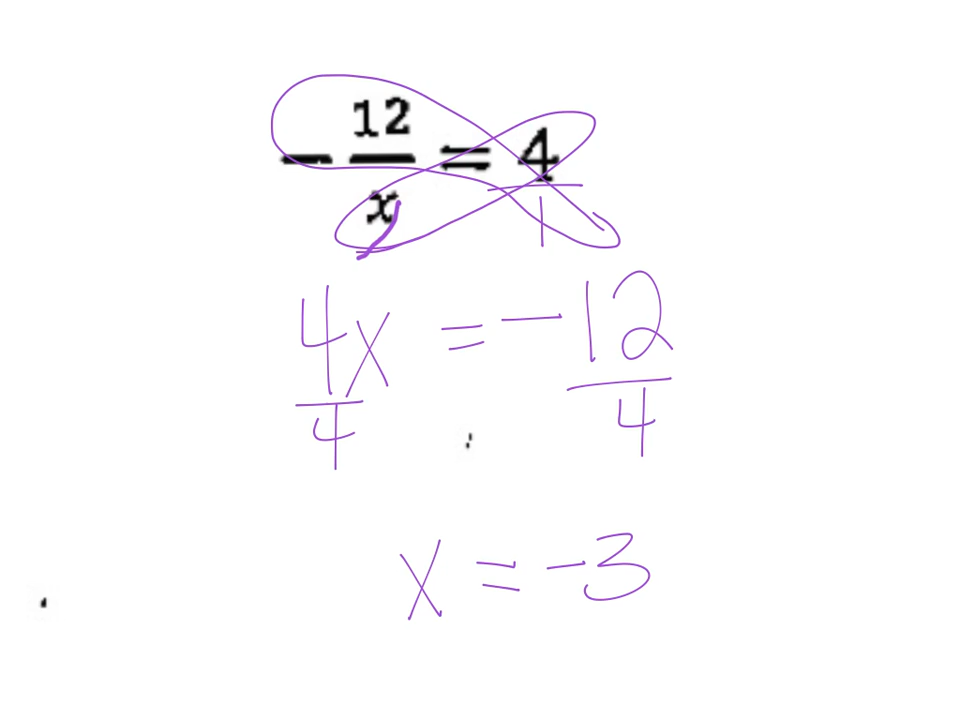 - 12/x = 4/1
4x/4 = -12/4
x = -3